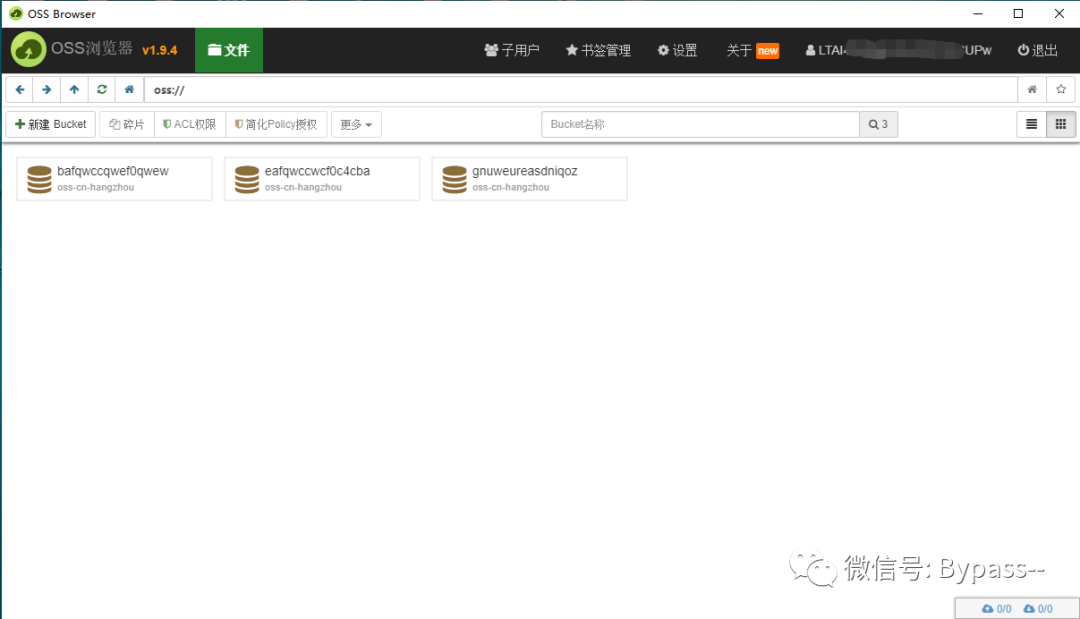 OSS Browser
OSS浏览器 v1.9.4 文件 子用户 书签管理 设置 关于 new LTAI UPw 退出
oss://
新建 Bucket 碎片 ACL权限 简化Policy授权 更多 Bucket名称 3
bafqwccqwef0qwew eafqwccwcf0c4cba gnuweureasdniqoz
oss-cn-hangzhou oss-cn-hangzhou oss-cn-hangzhou
微信号: Bypass--
0/0 0/0